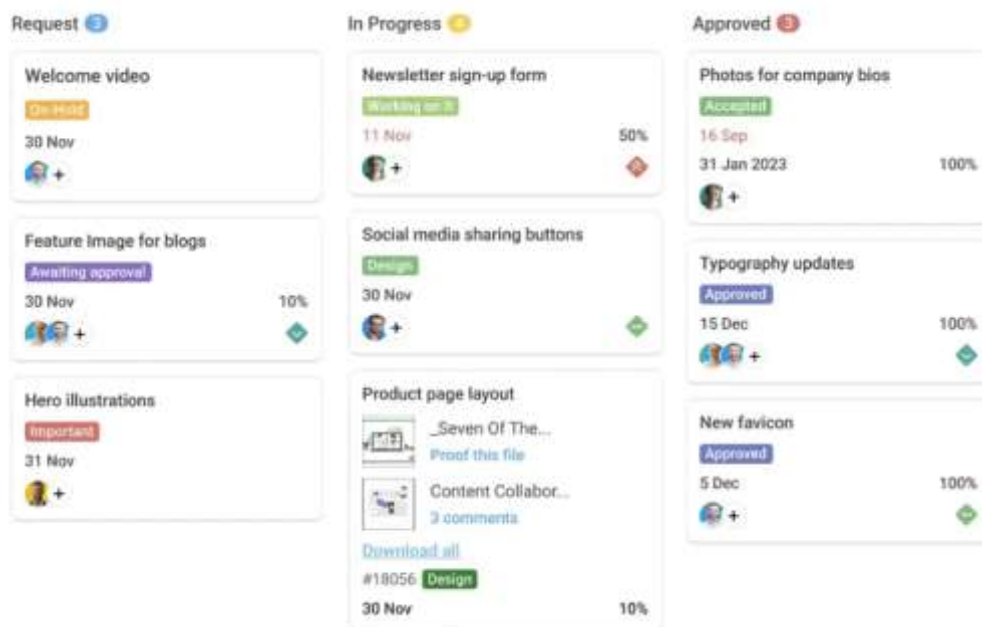 Request 3
Welcome video
On-Hold
30 Nov
+
Feature Image for blogs
Awaiting approval
30 Nov 10%
+
Hero illustrations
Important
31 Nov
+
In Progress 4
Newsletter sign-up form
Working on it
11 Nov 50%
+
Social media sharing buttons
Design
30 Nov
+
Product page layout
_Seven Of The...
Proof this file
Content Collabor...
3 comments
Download all
#18056 Design
30 Nov 10%
Approved 3
Photos for company bios
Accepted
16 Sep
31 Jan 2023 100%
+
Typography updates
Approved
15 Dec 100%
+
New favicon
Approved
5 Dec 100%
+